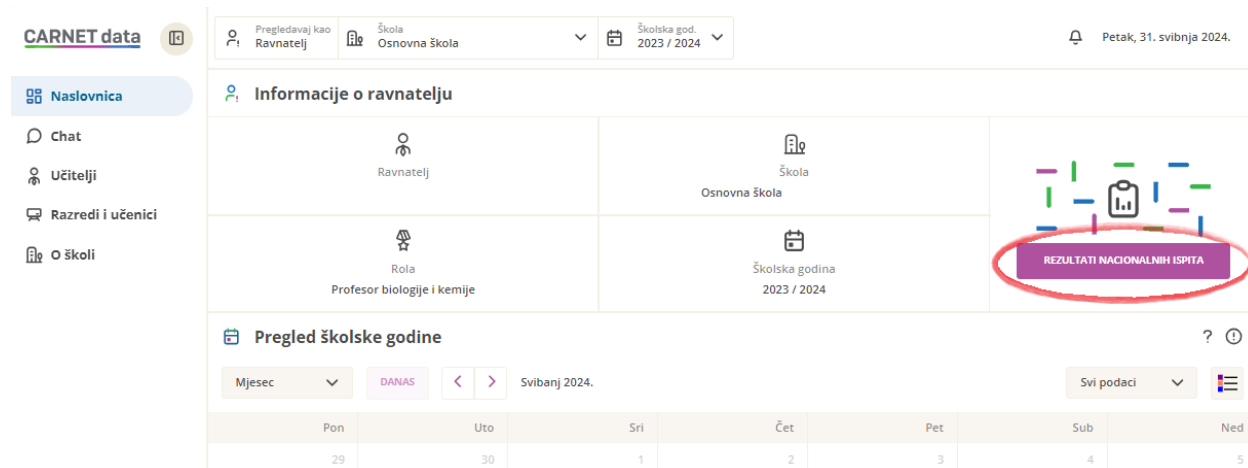 CARNET data
Pregledavaj kao
Ravnatelj
Škola
Osnovna škola
Školska god.
2023 / 2024
Petak, 31. svibnja 2024.
Naslovnica
Chat
Učitelji
Razredi i učenici
O školi
Informacije o ravnatelju
Ravnatelj
Škola
Osnovna škola
Rola
Profesor biologije i kemije
Školska godina
2023 / 2024
REZULTATI NACIONALNIH ISPITA
Pregled školske godine
?
Mjesec
DANAS
Svibanj 2024.
Svi podaci
Pon Uto Sri Čet Pet Sub Ned
29 30 1 2 3 4 5